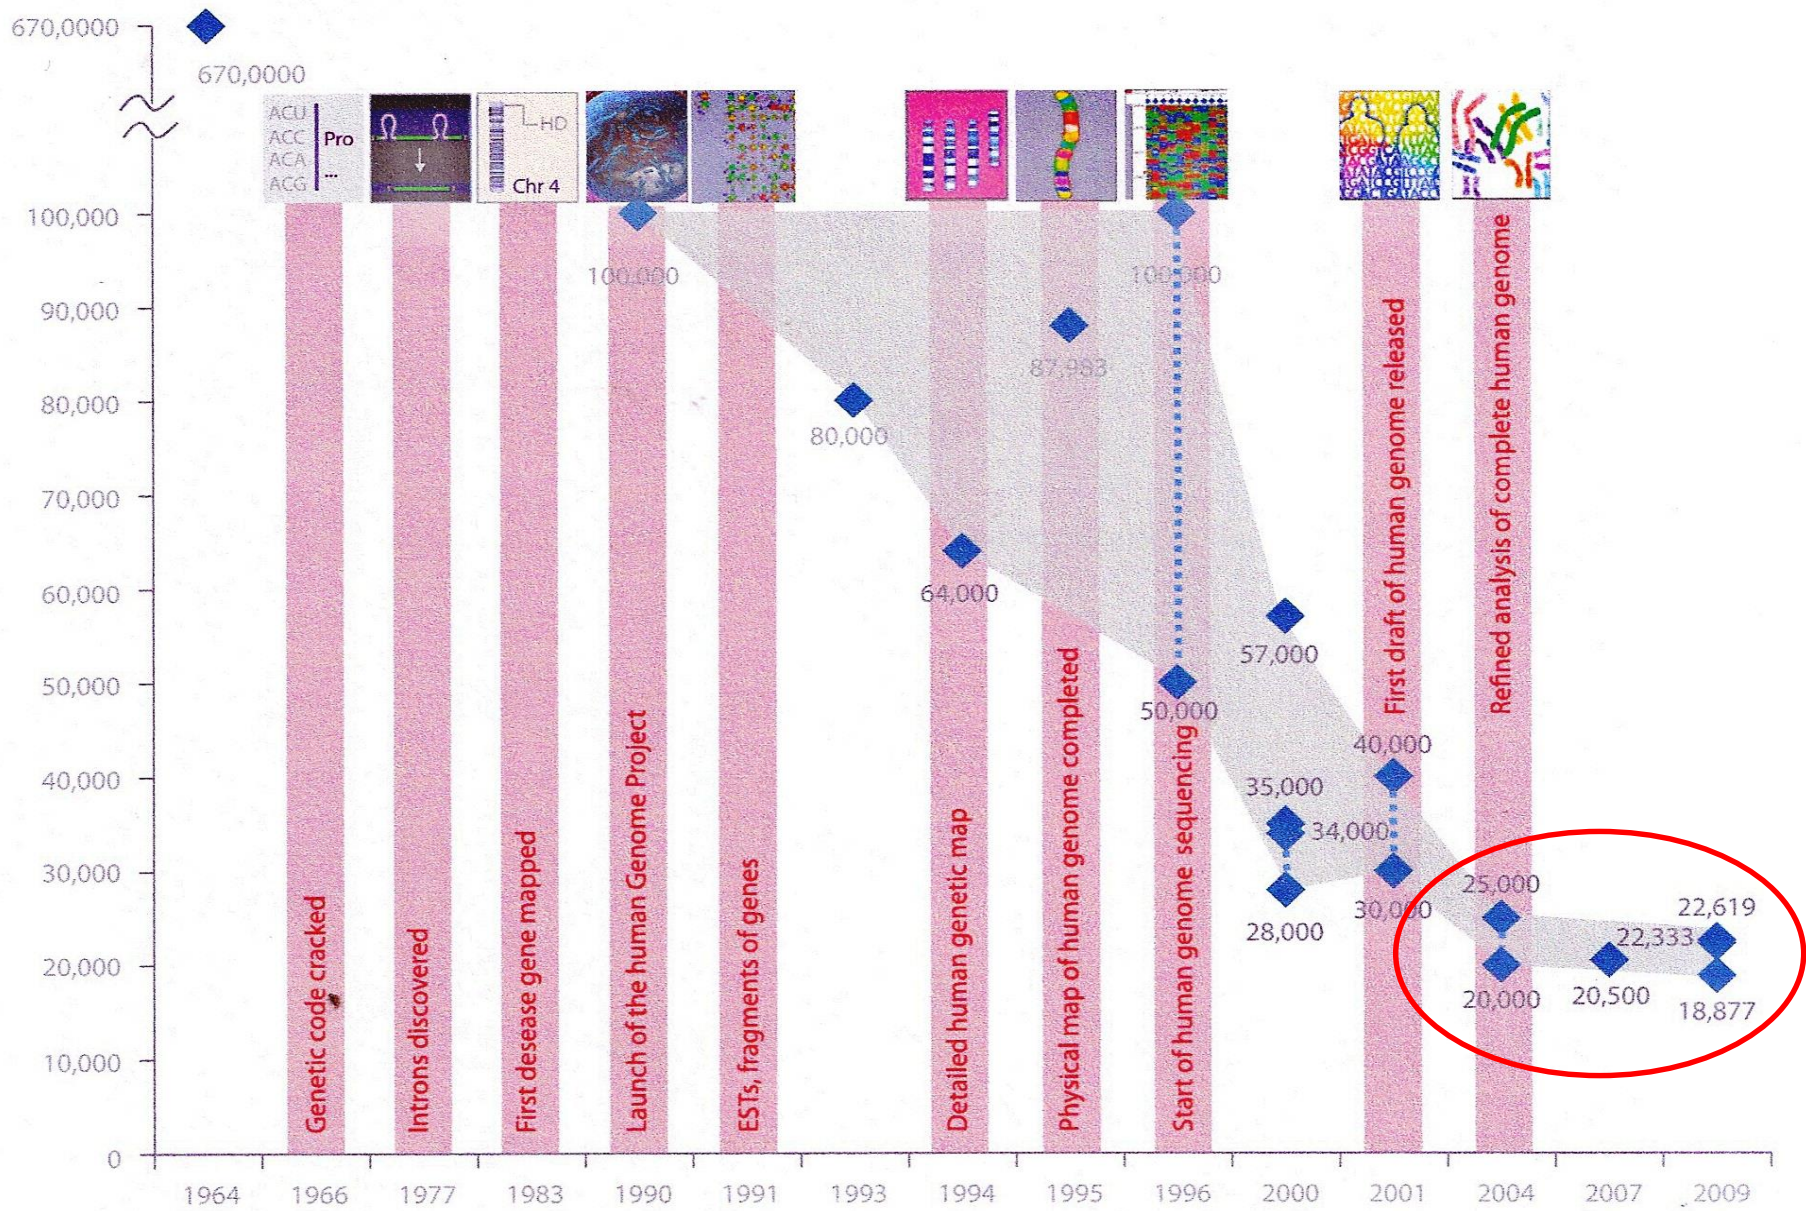 670,0000
670,0000
ACU
ACC
ACA
ACG
Pro
...
HD
Chr 4
100,000
90,000
80,000
70,000
60,000
50,000
40,000
30,000
20,000
10,000
0
100,000
100,000
87,983
80,000
64,000
57,000
50,000
40,000
35,000
34,000
30,000
28,000
25,000
22,619
22,333
20,000
20,500
18,877
Genetic code cracked
Introns discovered
First desease gene mapped
Launch of the human Genome Project
ESTs, fragments of genes
Detailed human genetic map
Physical map of human genome completed
Start of human genome sequencing
First draft of human genome released
Refined analysis of complete human genome
1964 1966 1977 1983 1990 1991 1993 1994 1995 1996 2000 2001 2004 2007 2009